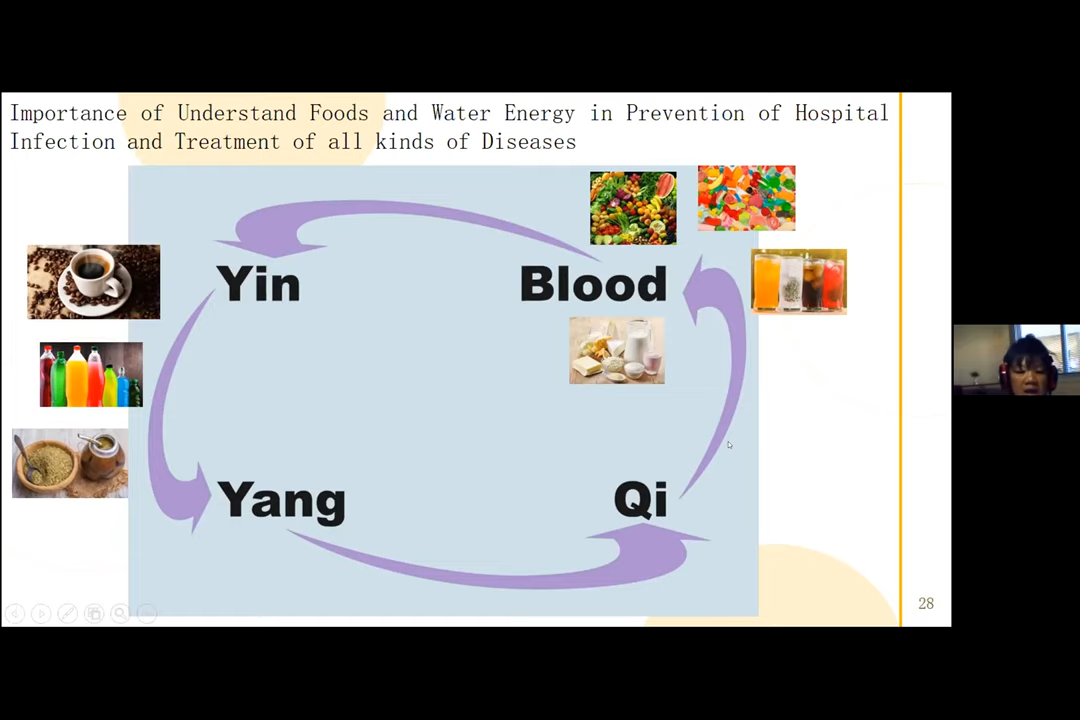 Importance of Understand Foods and Water Energy in Prevention of Hospital
Infection and Treatment of all kinds of Diseases
Yin
Blood
Yang
Qi
28